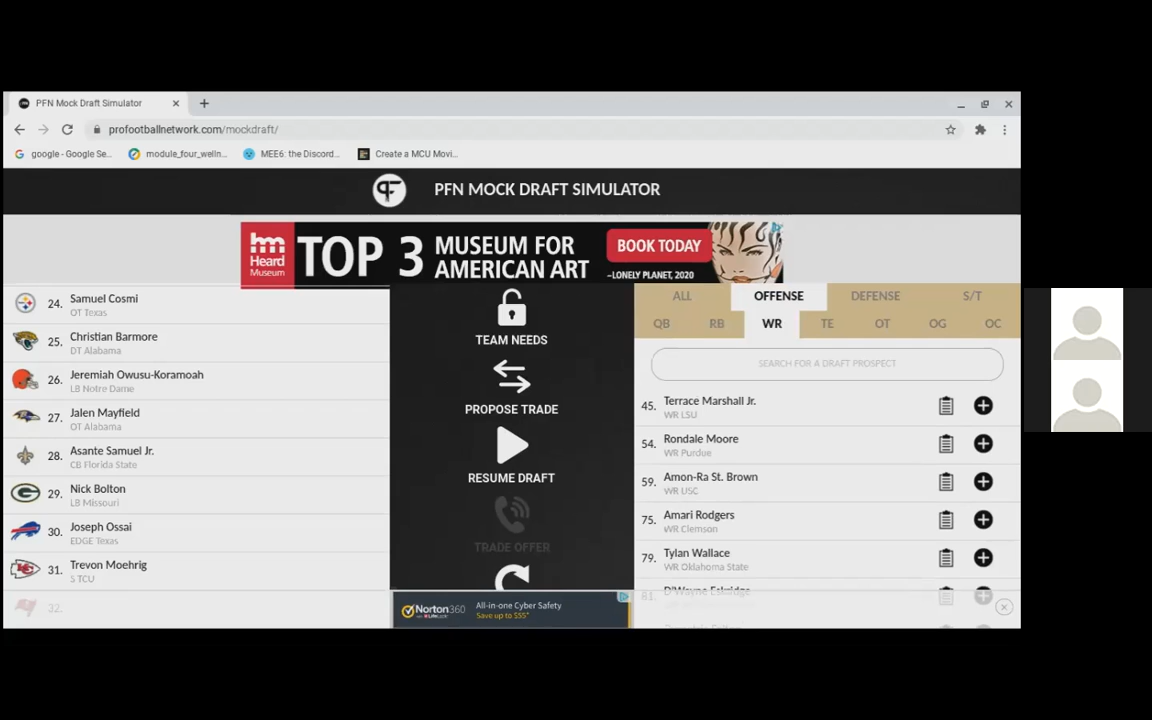 PFN Mock Draft Simulator
profootballnetwork.com/mockdraft/
google - Google Se...
module_four_welln...
MEE6: the Discord...
Create a MCU Movi...
PFN MOCK DRAFT SIMULATOR
hm
Heard
Museum
TOP 3
MUSEUM FOR
AMERICAN ART
BOOK TODAY
–LONELY PLANET, 2020
24. Samuel Cosmi
OT Texas
25. Christian Barmore
DT Alabama
26. Jeremiah Owusu-Koramoah
LB Notre Dame
27. Jalen Mayfield
OT Alabama
28. Asante Samuel Jr.
CB Florida State
29. Nick Bolton
LB Missouri
30. Joseph Ossai
EDGE Texas
31. Trevon Moehrig
S TCU
32.
TEAM NEEDS
PROPOSE TRADE
RESUME DRAFT
TRADE OFFER
Norton360
All-in-one Cyber Safety
Save up to $55*
ALL OFFENSE DEFENSE S/T
QB RB WR TE OT OG OC
SEARCH FOR A DRAFT PROSPECT
45. Terrace Marshall Jr.
WR LSU
54. Rondale Moore
WR Purdue
59. Amon-Ra St. Brown
WR USC
75. Amari Rodgers
WR Clemson
79. Tylan Wallace
WR Oklahoma State
81. D'Wayne Eskridge